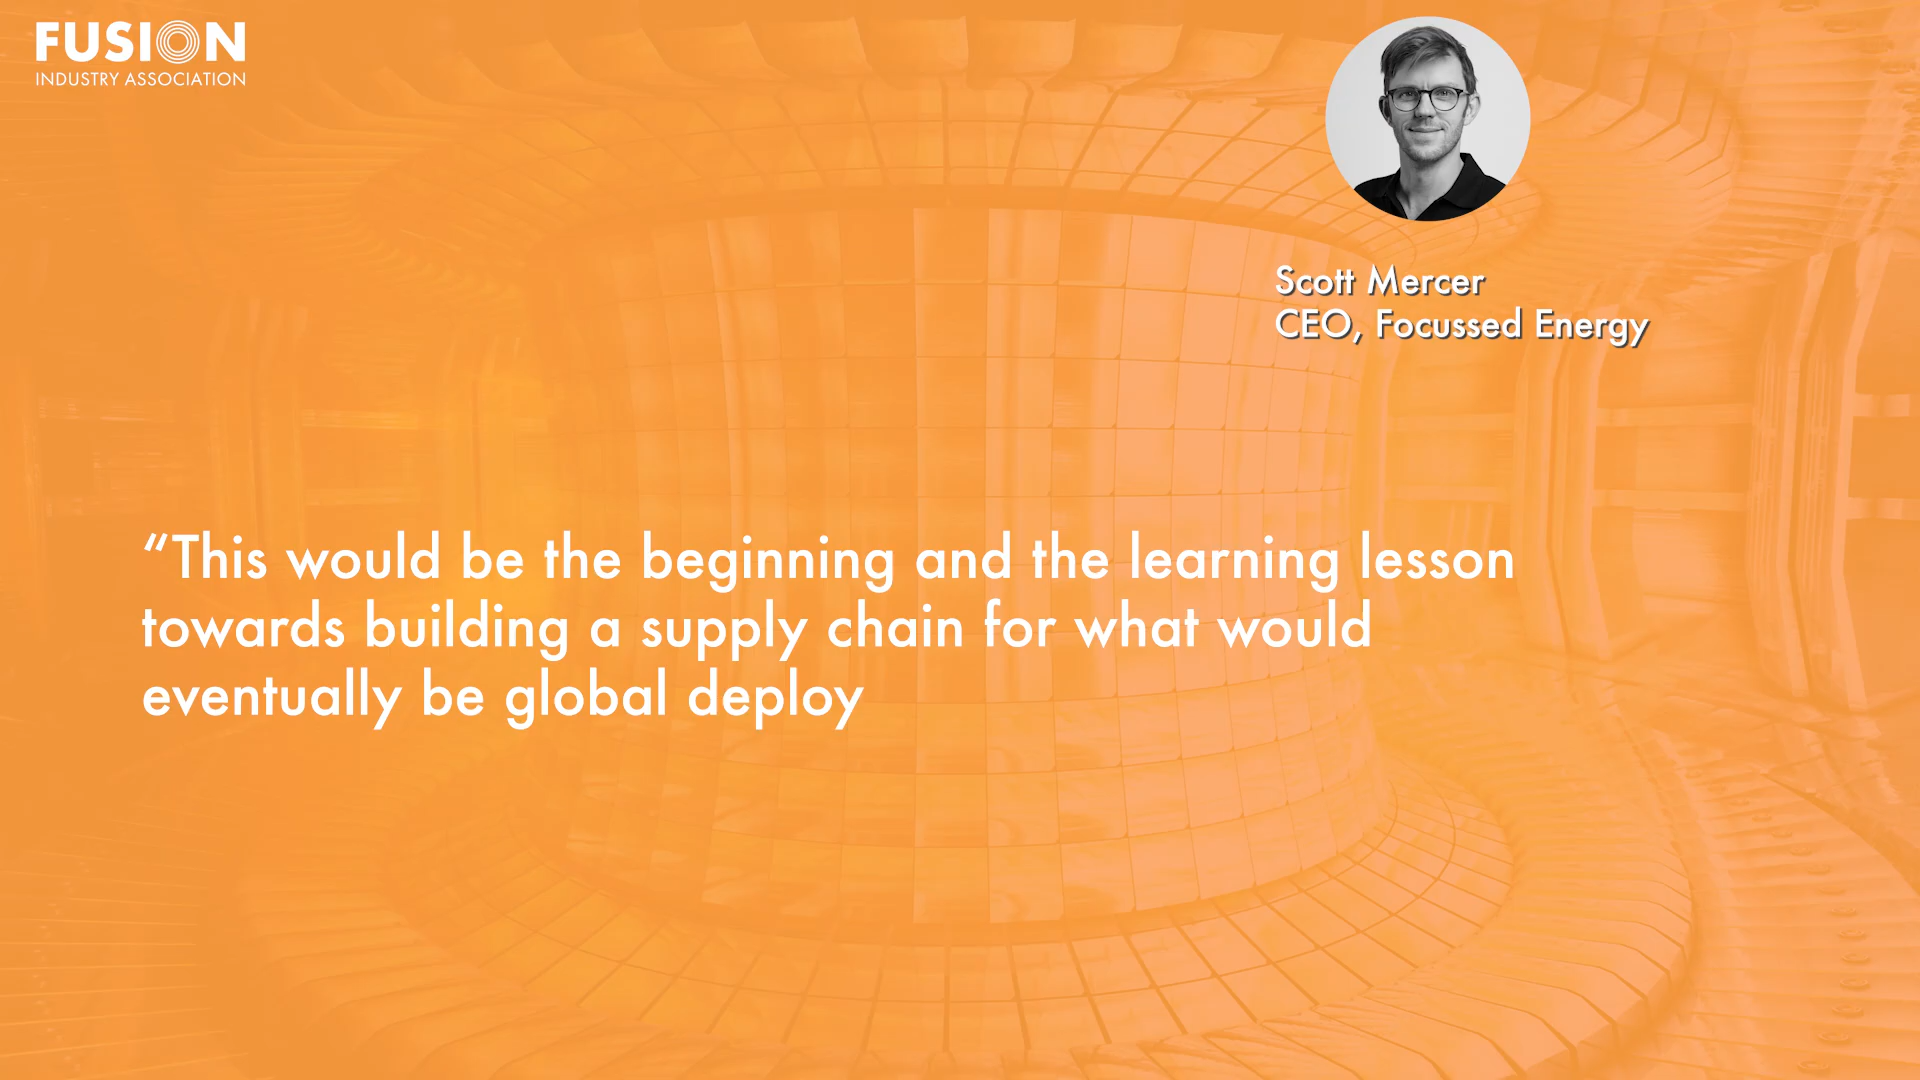 FUSION
INDUSTRY ASSOCIATION
Scott Mercer
CEO, Focussed Energy
“This would be the beginning and the learning lesson
towards building a supply chain for what would
eventually be global deploy